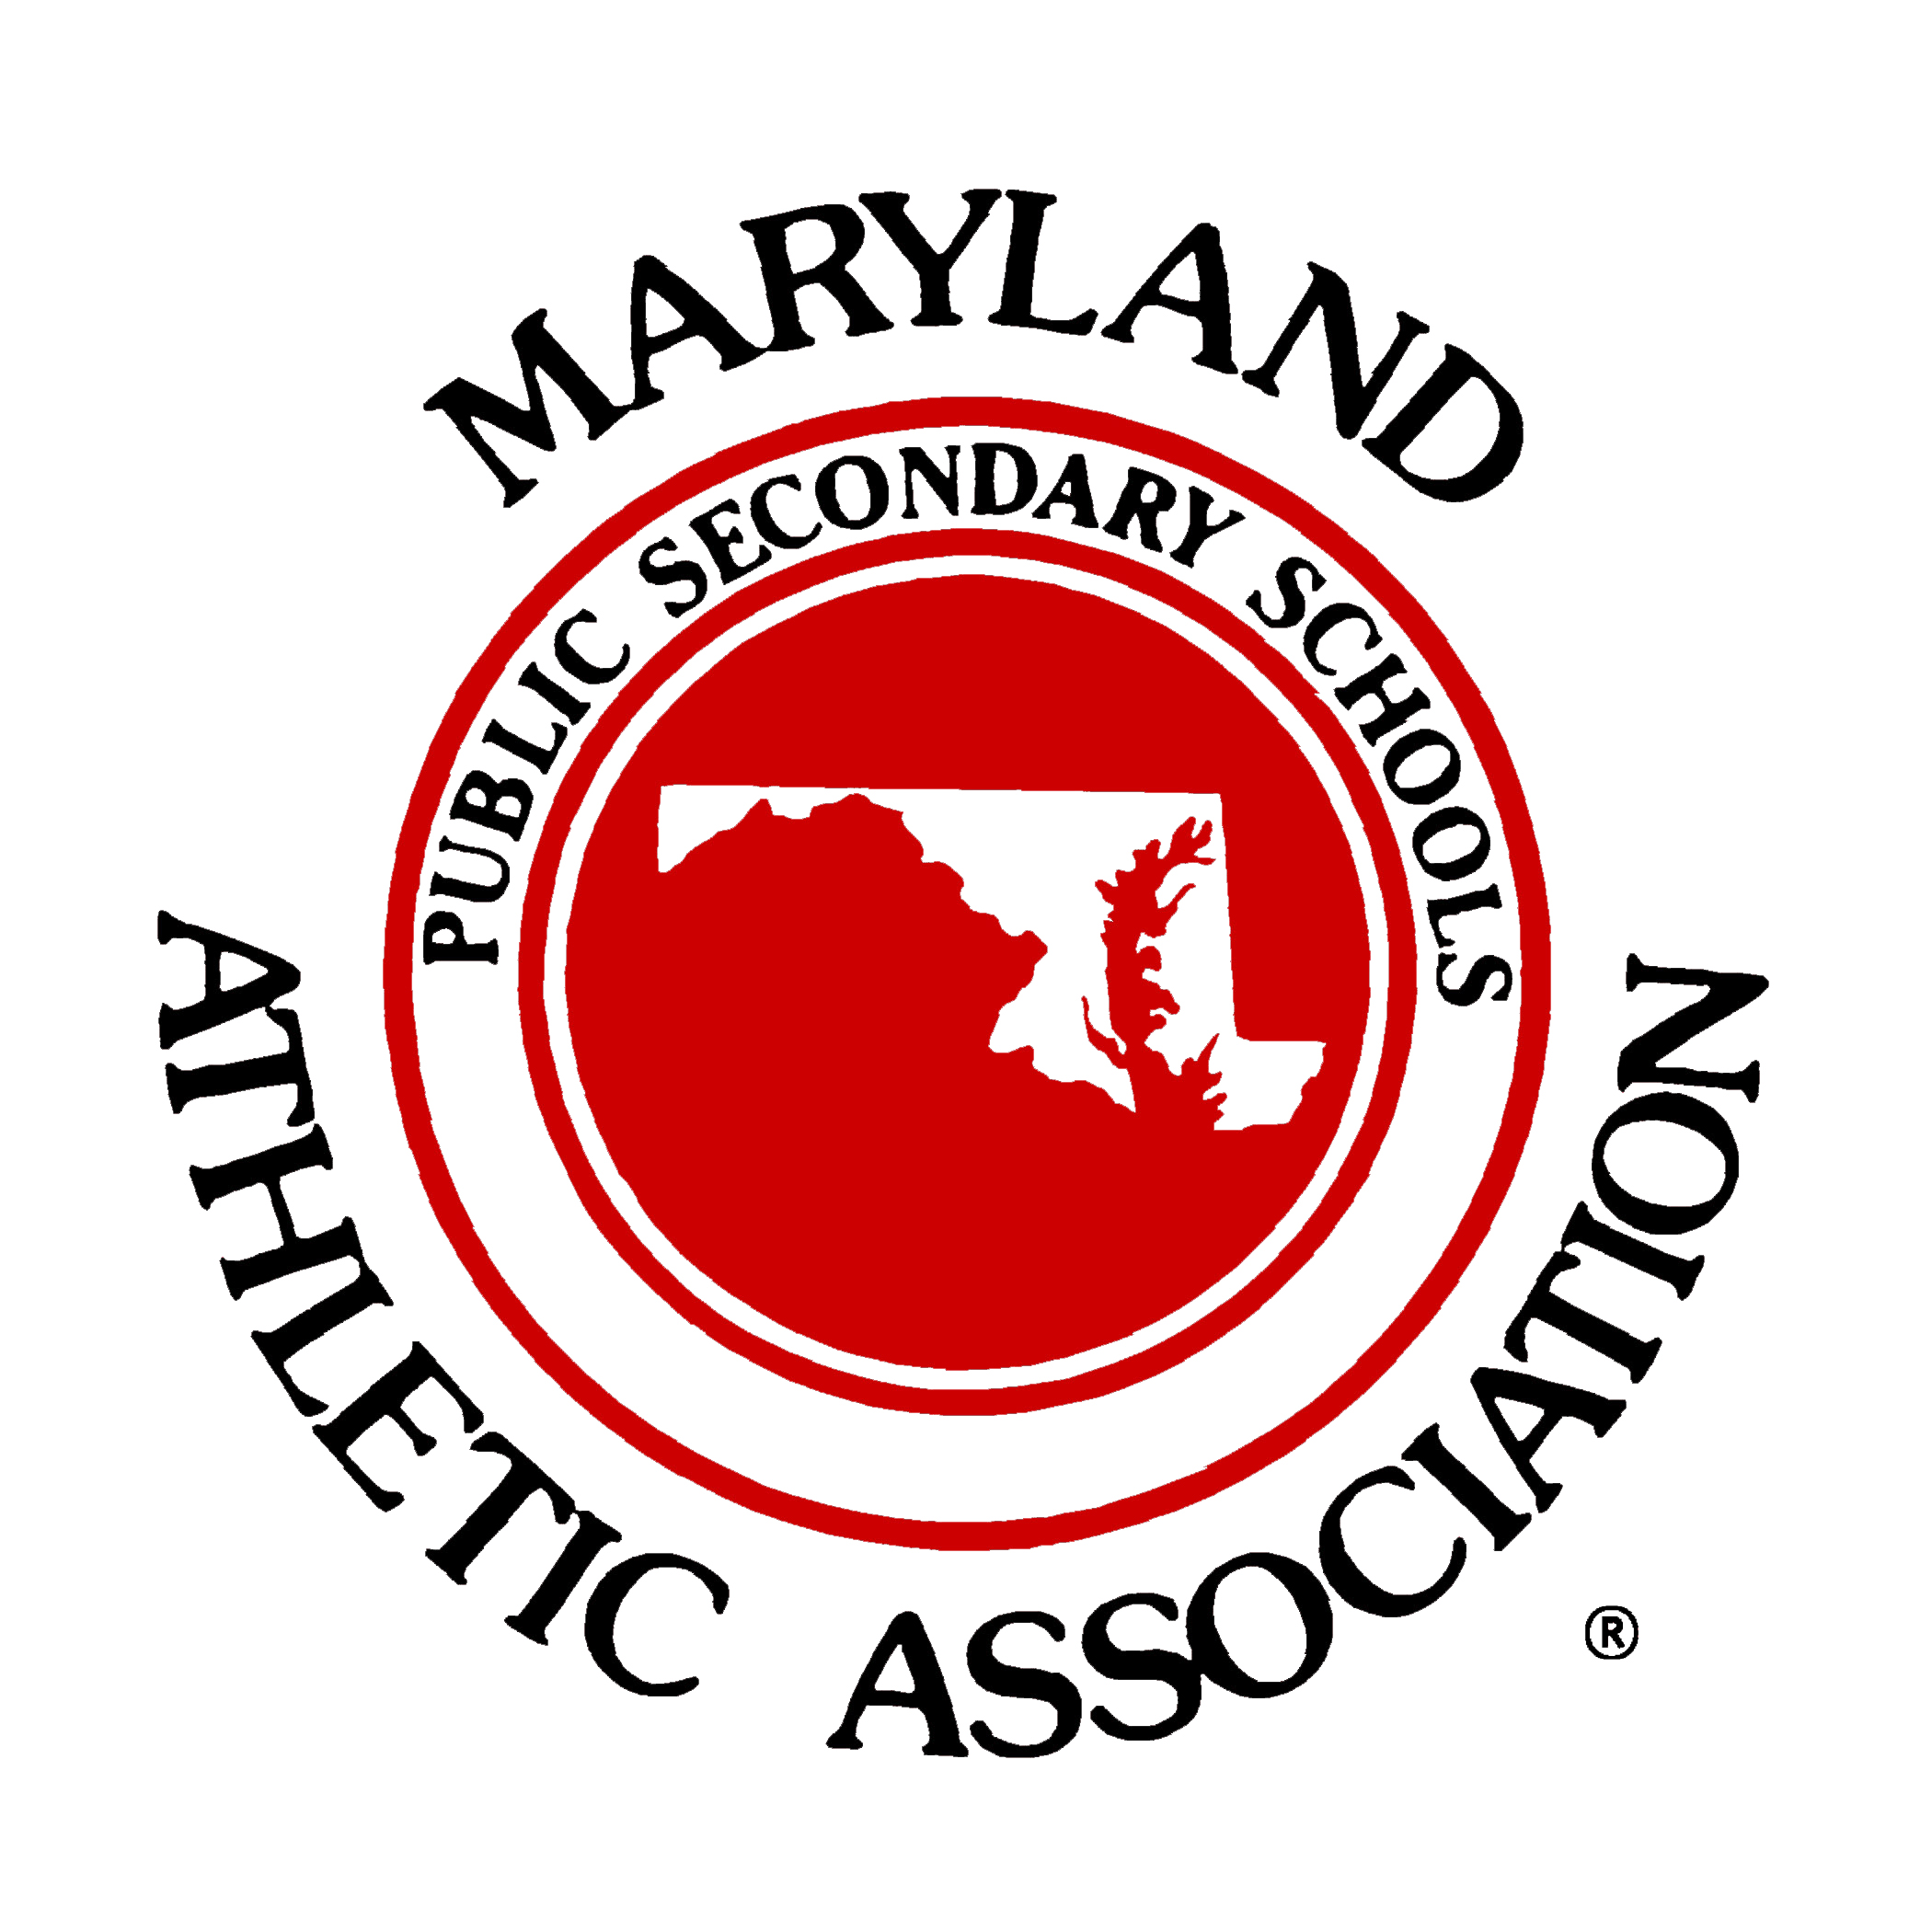 MARYLAND
PUBLIC SECONDARY SCHOOLS
ATHLETIC ASSOCIATION
®